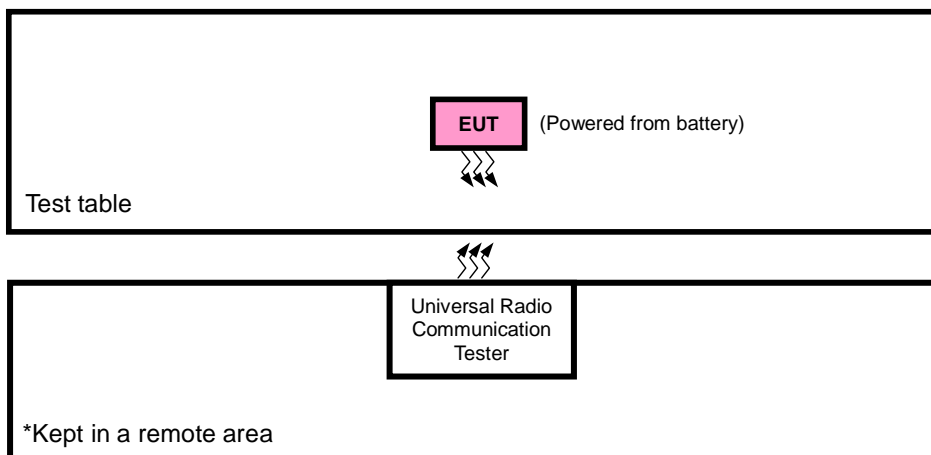 EUT
(Powered from battery)
Test table
Universal Radio
Communication
Tester
*Kept in a remote area